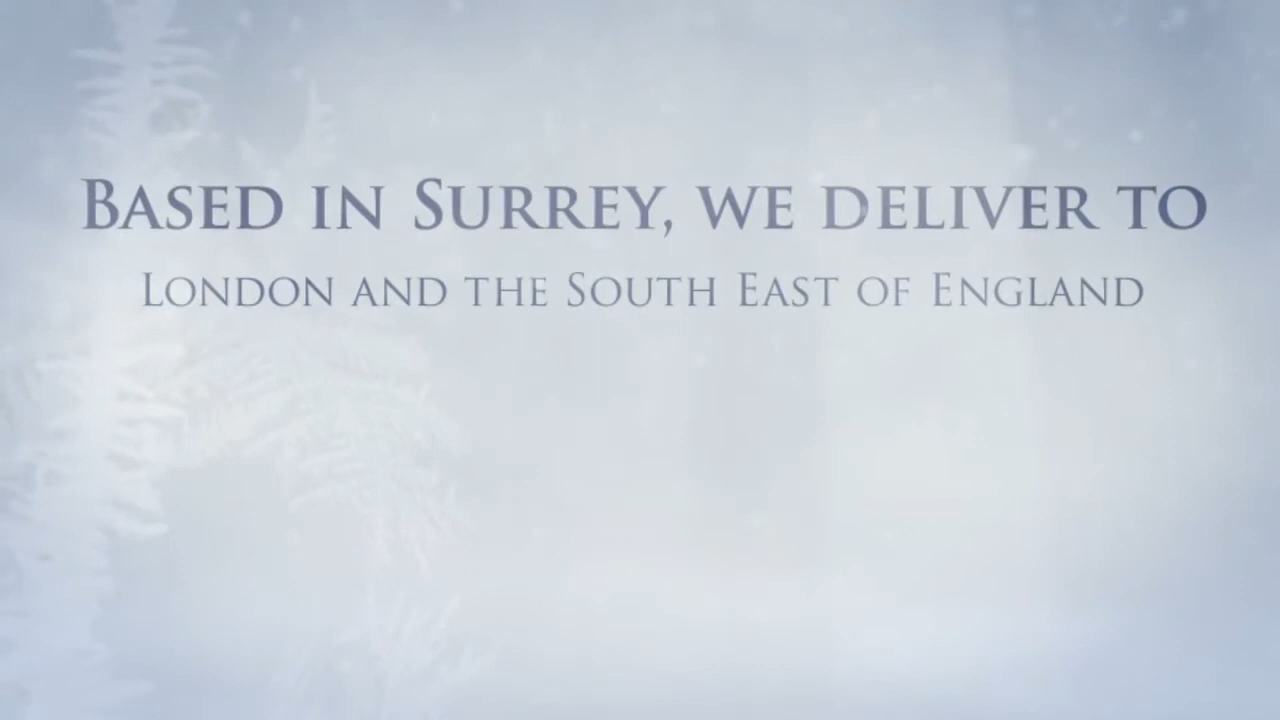 Based in Surrey, we deliver to
London and the South East of England